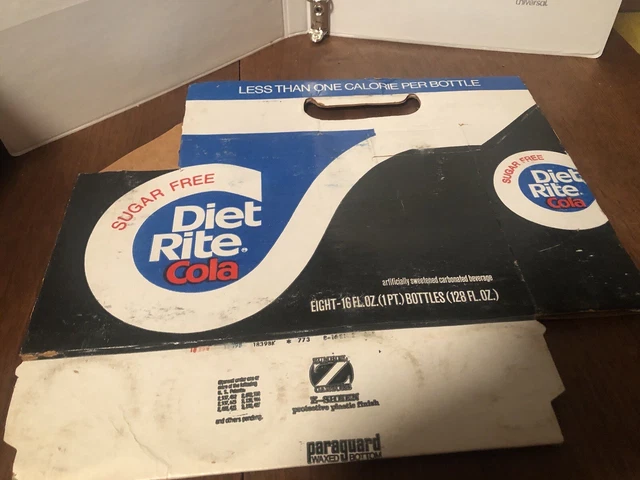 universal
LESS THAN ONE CALORIE PER BOTTLE
SUGAR FREE
Diet
Rite®
Cola
SUGAR FREE
Diet
Rite®
Cola
artificially sweetened carbonated beverage
EIGHT-16 FL. OZ. (1 PT.) BOTTLES (128 FL. OZ.)
773
and others pending.
Z
protective plastic finish
paraguard
WAXED BOTTOM